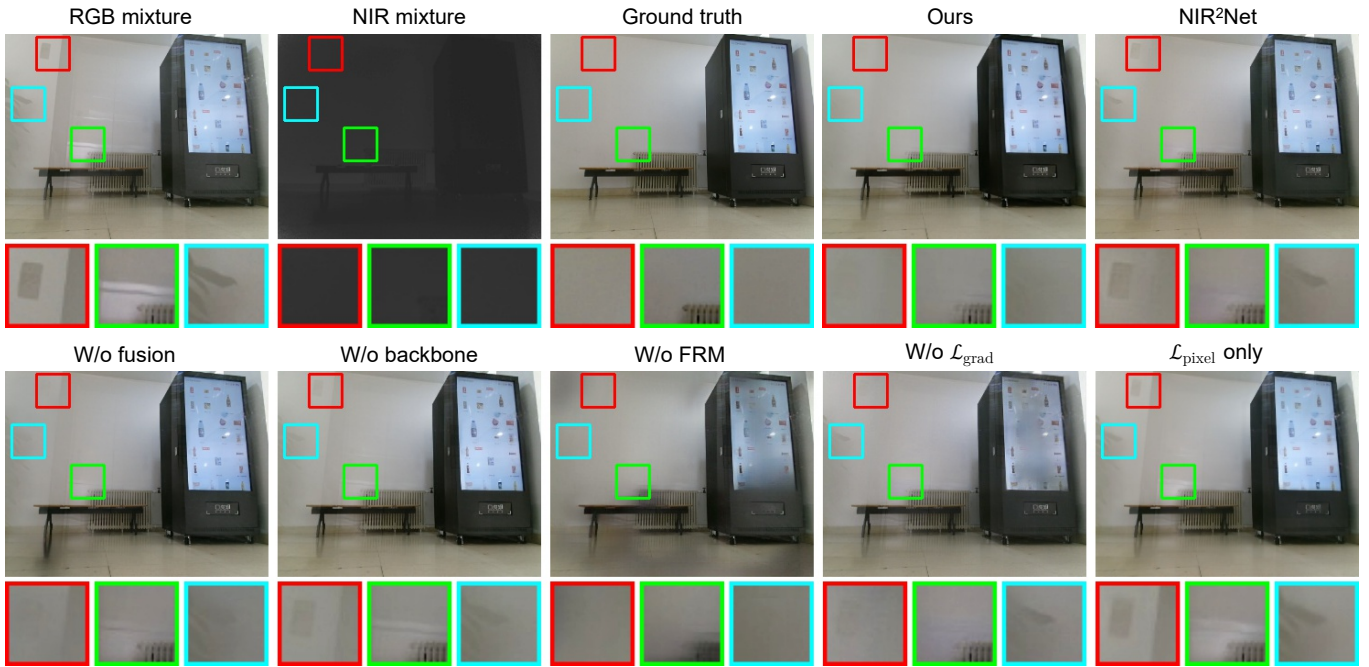 RGB mixture
NIR mixture
Ground truth
Ours
NIR²Net
W/o fusion
W/o backbone
W/o FRM
W/o ℒgrad
ℒpixel only